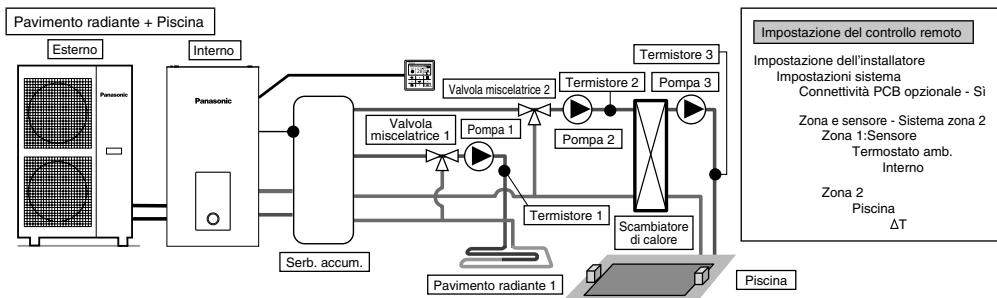 Pavimento radiante + Piscina
Esterno
Interno
Panasonic
Panasonic
Valvola miscelatrice 2
Termistore 2
Termistore 3
Pompa 3
Valvola
miscelatrice 1
Pompa 1
Pompa 2
Termistore 1
Scambiatore
di calore
Serb. accum.
Pavimento radiante 1
Piscina
Impostazione del controllo remoto
Impostazione dell'installatore
Impostazioni sistema
Connettività PCB opzionale - Sì
Zona e sensore - Sistema zona 2
Zona 1:Sensore
Termostato amb.
Interno
Zona 2
Piscina
ΔT